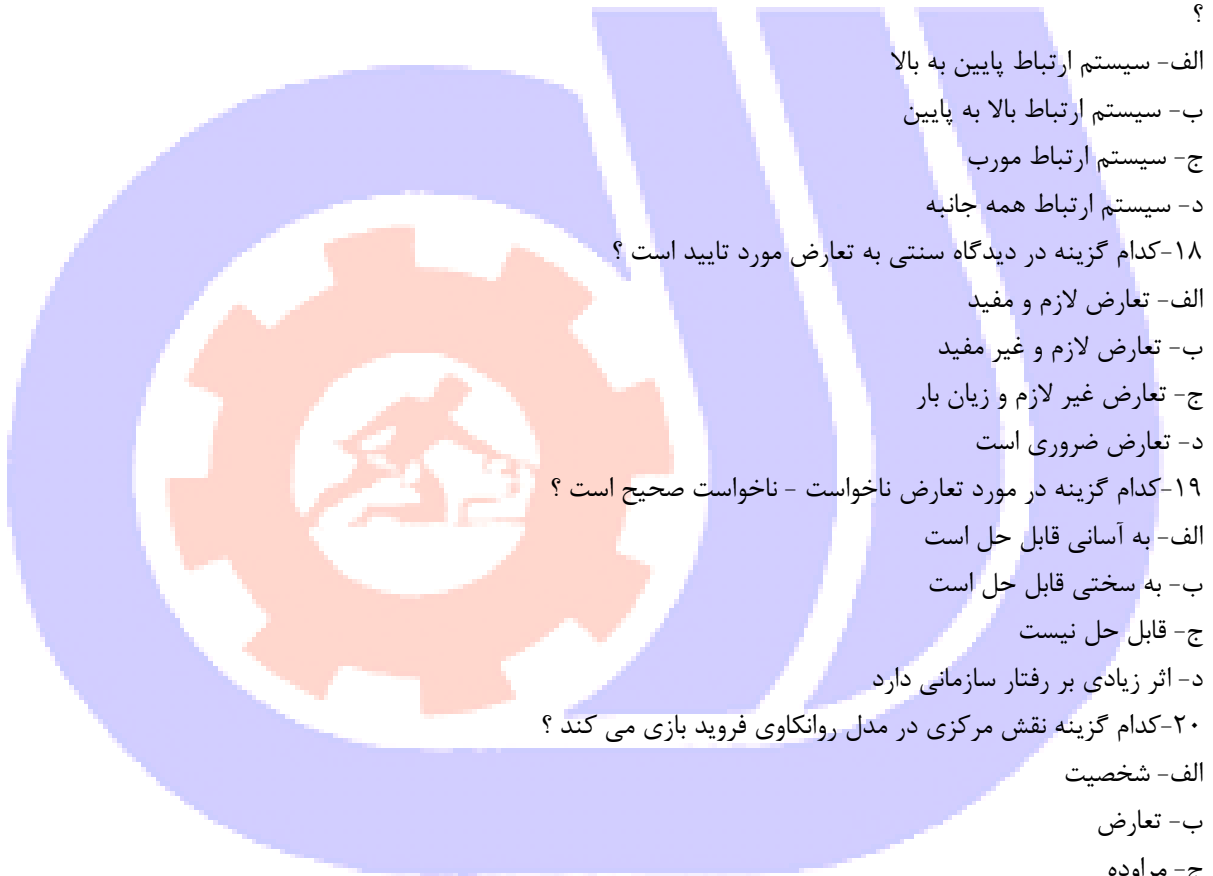 ؟
الف- سیستم ارتباط پایین به بالا
ب- سیستم ارتباط بالا به پایین
ج- سیستم ارتباط مورب
د- سیستم ارتباط همه جانبه
۱۸-کدام گزینه در دیدگاه سنتی به تعارض مورد تایید است ؟
الف- تعارض لازم و مفید
ب- تعارض لازم و غیر مفید
ج- تعارض غیر لازم و زیان بار
د- تعارض ضروری است
۱۹-کدام گزینه در مورد تعارض ناخواست - ناخواست صحیح است ؟
الف- به آسانی قابل حل است
ب- به سختی قابل حل است
ج- قابل حل نیست
د- اثر زیادی بر رفتار سازمانی دارد
۲۰-کدام گزینه نقش مرکزی در مدل روانکاوی فروید بازی می کند ؟
الف- شخصیت
ب- تعارض
ج- مراوده